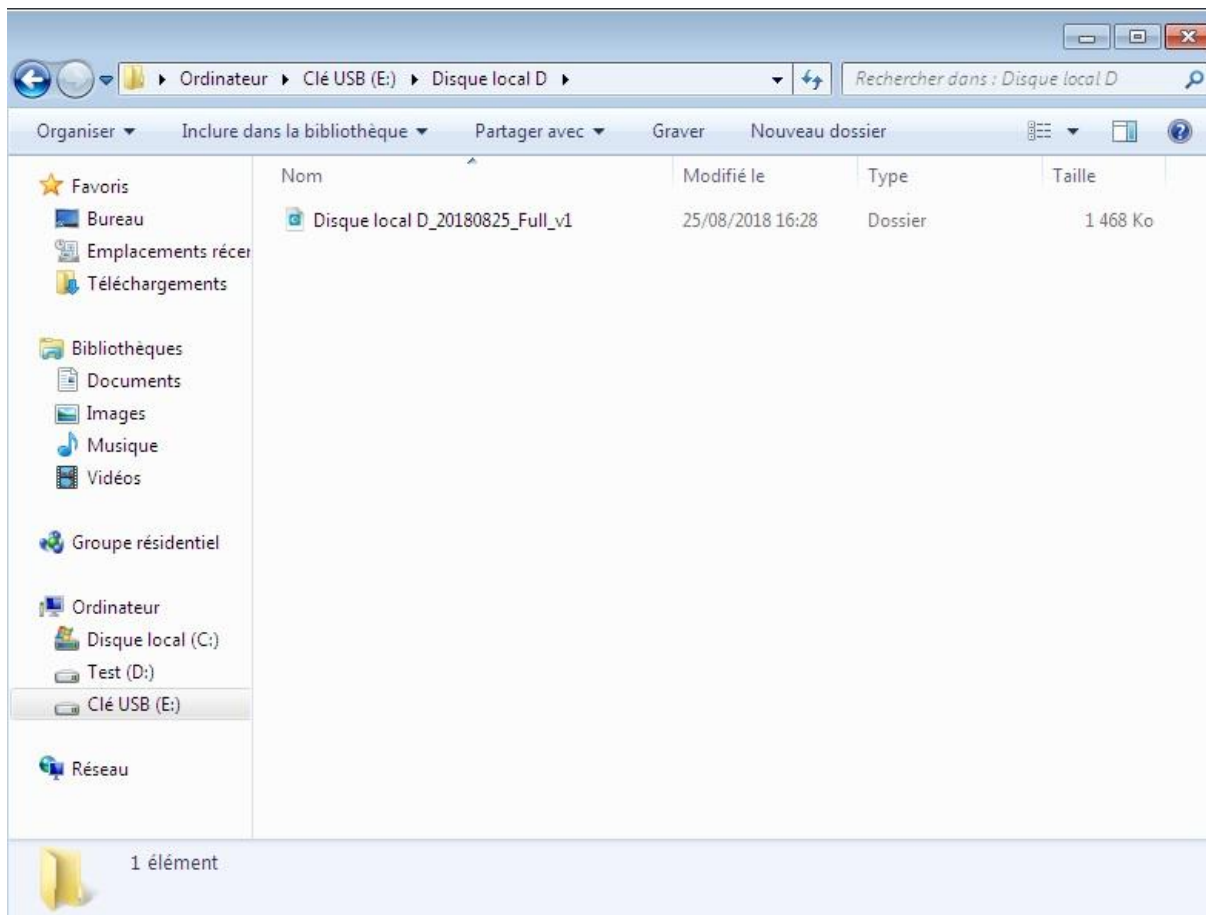 Ordinateur Clé USB (E:) Disque local D Rechercher dans : Disque local D
Organiser Inclure dans la bibliothèque Partager avec Graver Nouveau dossier
Nom Modifié le Type Taille
Disque local D_20180825_Full_v1 25/08/2018 16:28 Dossier 1 468 Ko
Favoris
Bureau
Emplacements récer
Téléchargements
Bibliothèques
Documents
Images
Musique
Vidéos
Groupe résidentiel
Ordinateur
Disque local (C:)
Test (D:)
Clé USB (E:)
Réseau
1 élément